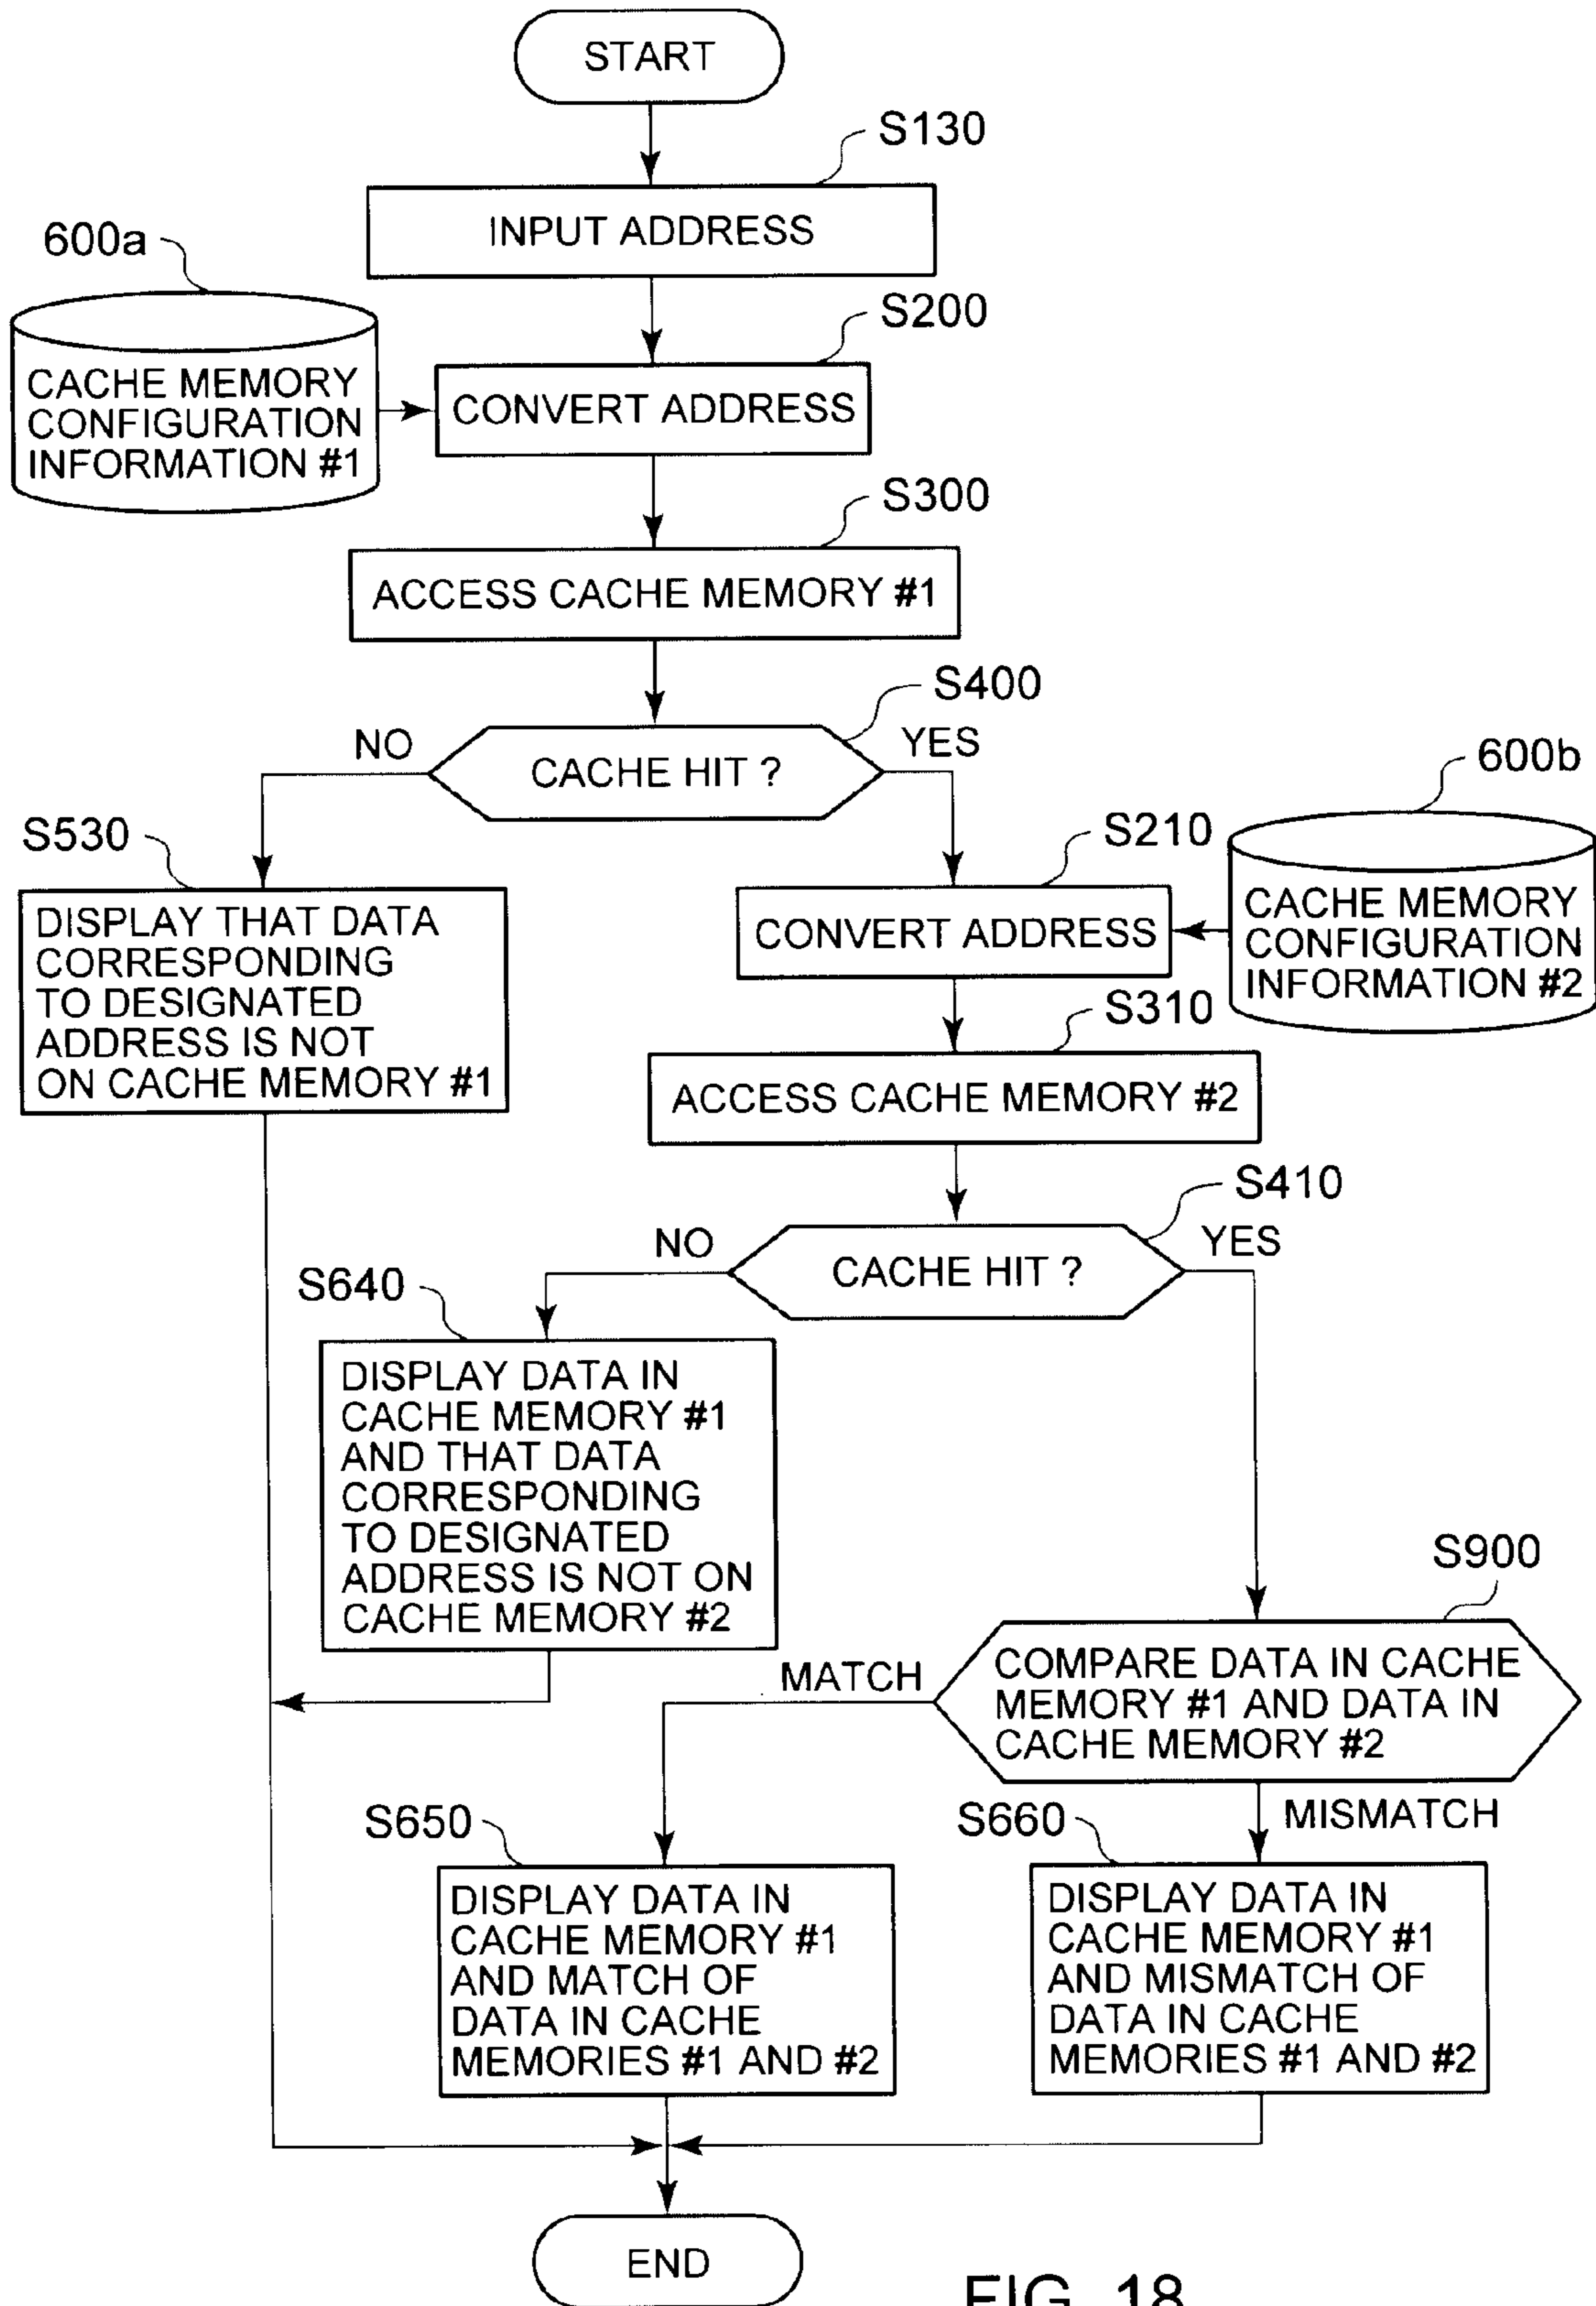 START
S130
INPUT ADDRESS
600a
CACHE MEMORY
CONFIGURATION
INFORMATION #1
S200
CONVERT ADDRESS
S300
ACCESS CACHE MEMORY #1
S400
NO
CACHE HIT ?
YES
600b
S530
DISPLAY THAT DATA
CORRESPONDING
TO DESIGNATED
ADDRESS IS NOT
ON CACHE MEMORY #1
S210
CONVERT ADDRESS
CACHE MEMORY
CONFIGURATION
INFORMATION #2
S310
ACCESS CACHE MEMORY #2
S410
NO
CACHE HIT ?
YES
S640
DISPLAY DATA IN
CACHE MEMORY #1
AND THAT DATA
CORRESPONDING
TO DESIGNATED
ADDRESS IS NOT ON
CACHE MEMORY #2
S900
COMPARE DATA IN CACHE
MEMORY #1 AND DATA IN
CACHE MEMORY #2
MATCH
MISMATCH
S650
DISPLAY DATA IN
CACHE MEMORY #1
AND MATCH OF
DATA IN CACHE
MEMORIES #1 AND #2
S660
DISPLAY DATA IN
CACHE MEMORY #1
AND MISMATCH OF
DATA IN CACHE
MEMORIES #1 AND #2
END
FIG. 18